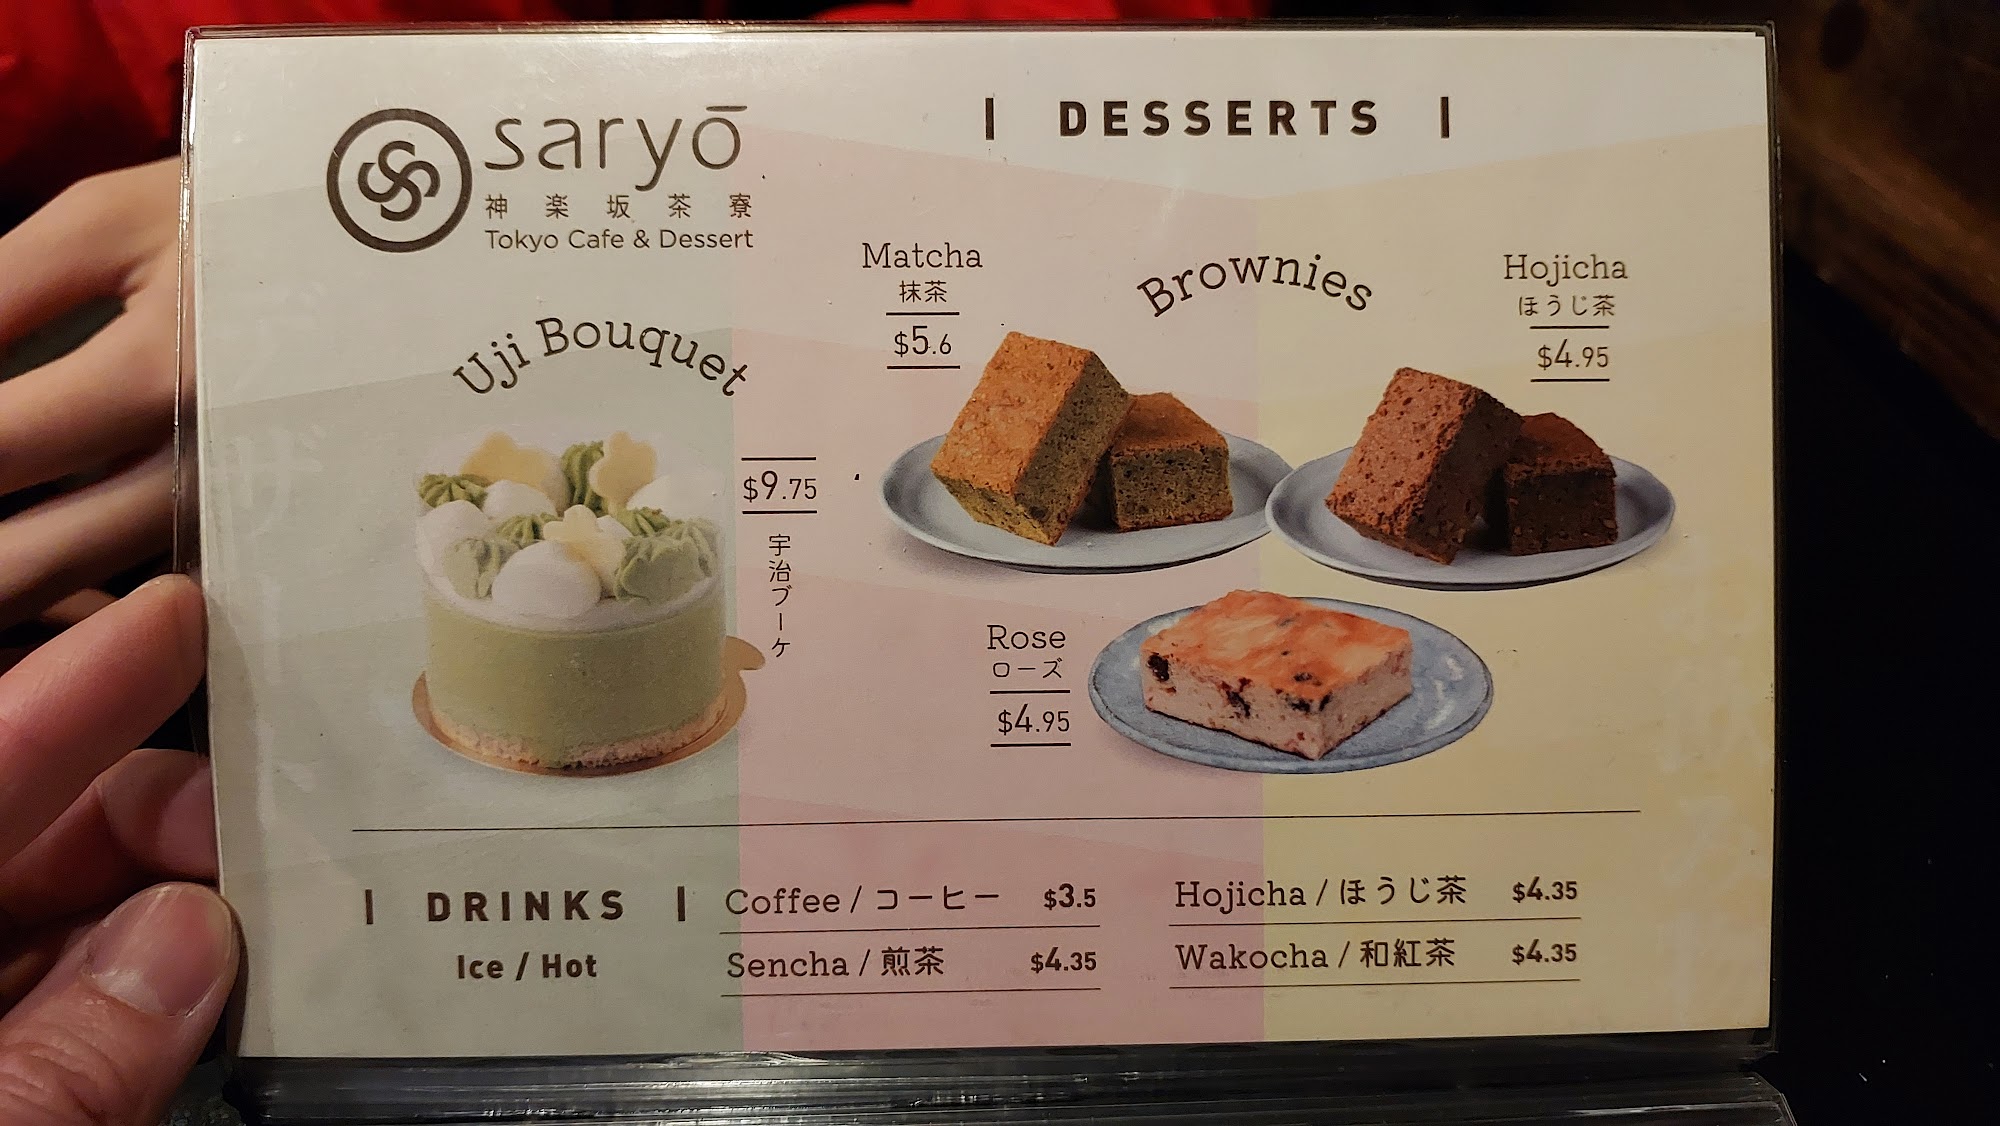 saryō
神楽坂茶寮
Tokyo Cafe & Dessert
| DESSERTS |
Uji Bouquet
$9.75
宇治ブーケ
Brownies
Matcha
抹茶
$5.6
Hojicha
ほうじ茶
$4.95
Rose
ローズ
$4.95
| DRINKS |
Ice / Hot
Coffee / コーヒー $3.5
Sencha / 煎茶 $4.35
Hojicha / ほうじ茶 $4.35
Wakocha / 和紅茶 $4.35